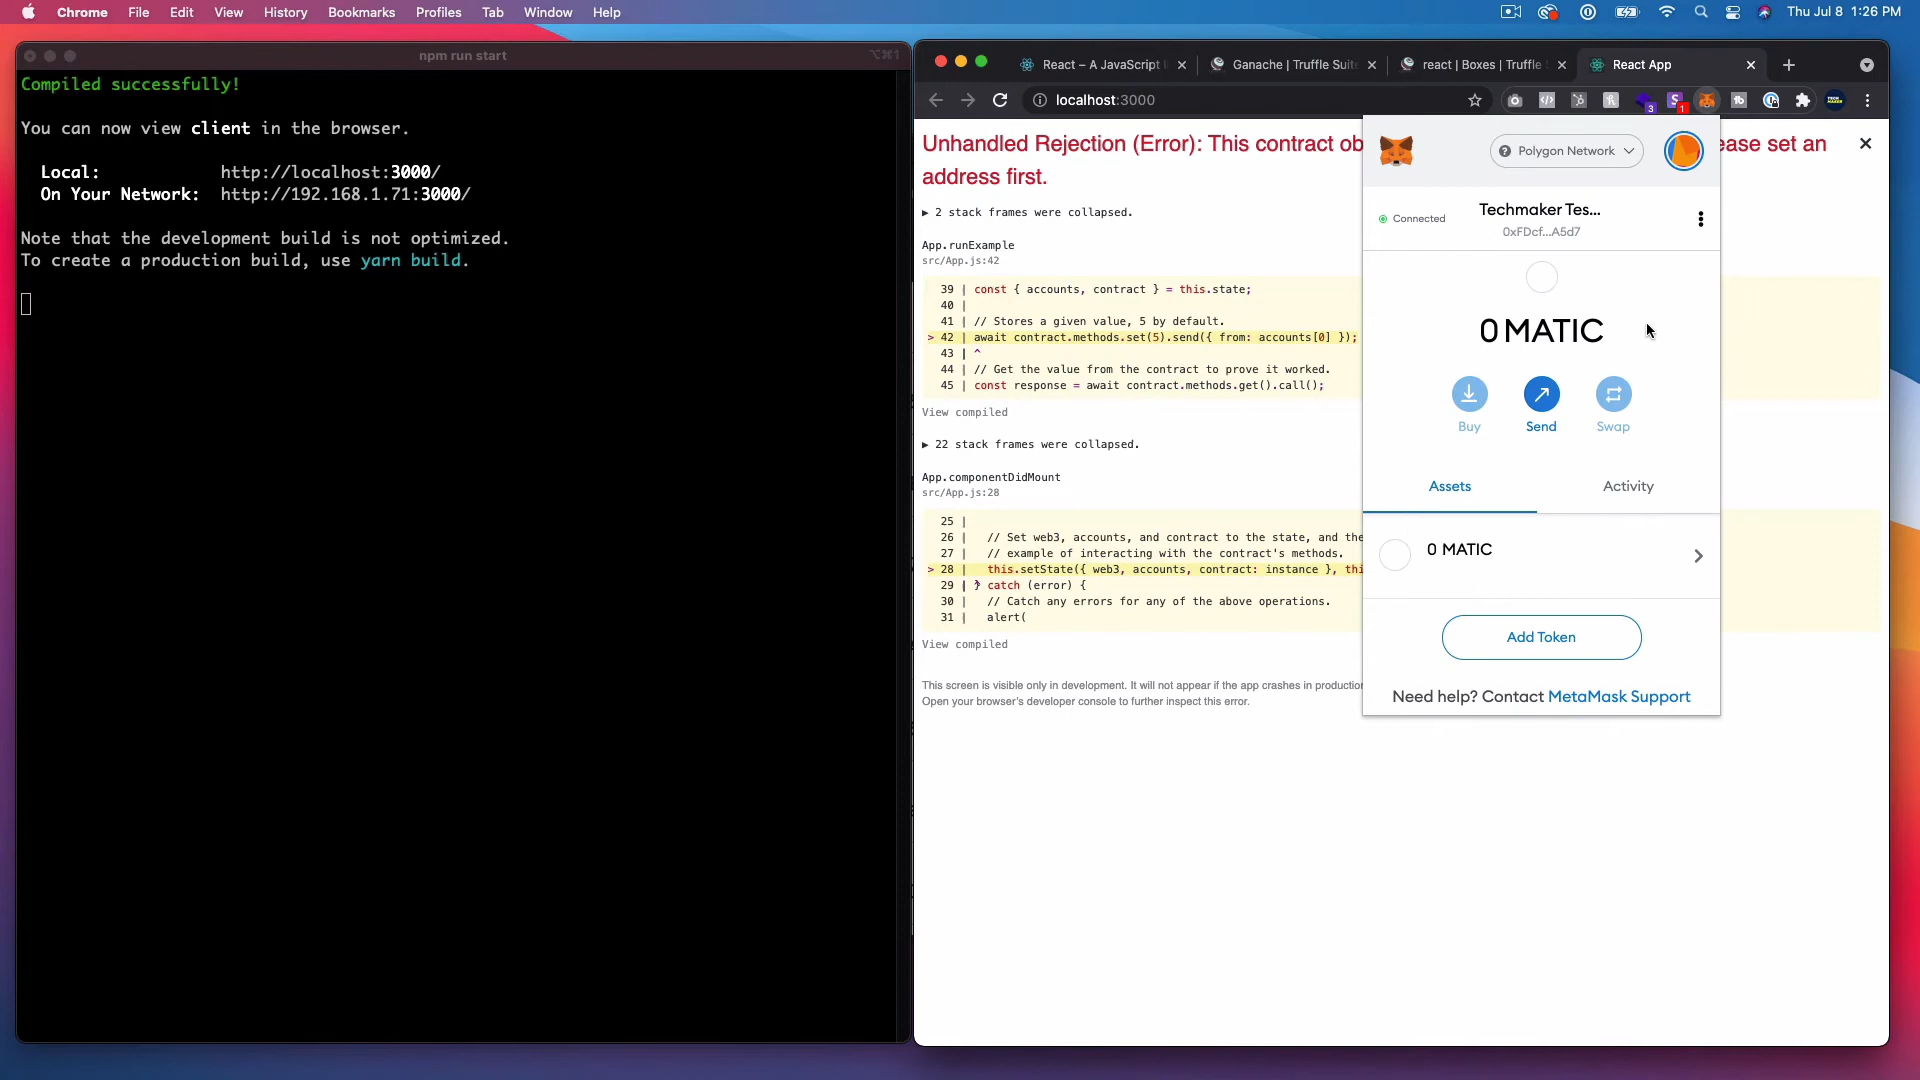 Chrome File Edit View History Bookmarks Profiles Tab Window Help Thu Jul 8 1:26 PM
npm run start ⌥⌘1
Compiled successfully!
You can now view client in the browser.
Local: http://localhost:3000/
On Your Network: http://192.168.1.71:3000/
Note that the development build is not optimized.
To create a production build, use yarn build.
React – A JavaScript Ganache | Truffle Suite react | Boxes | Truffle React App
localhost:3000
3 1
Unhandled Rejection (Error): This contract ob ease set an
address first.
▶ 2 stack frames were collapsed.
App.runExample
src/App.js:42
39 | const { accounts, contract } = this.state;
40 |
41 | // Stores a given value, 5 by default.
> 42 | await contract.methods.set(5).send({ from: accounts[0] });
43 | ^
44 | // Get the value from the contract to prove it worked.
45 | const response = await contract.methods.get().call();
View compiled
▶ 22 stack frames were collapsed.
App.componentDidMount
src/App.js:28
25 |
26 | // Set web3, accounts, and contract to the state, and the
27 | // example of interacting with the contract's methods.
> 28 | this.setState({ web3, accounts, contract: instance }, thi
29 | } catch (error) {
30 | // Catch any errors for any of the above operations.
31 | alert(
View compiled
This screen is visible only in development. It will not appear if the app crashes in production
Open your browser's developer console to further inspect this error.
Polygon Network
Connected
Techmaker Tes...
0xFDcf...A5d7
0 MATIC
Buy Send Swap
Assets Activity
0 MATIC
Add Token
Need help? Contact MetaMask Support